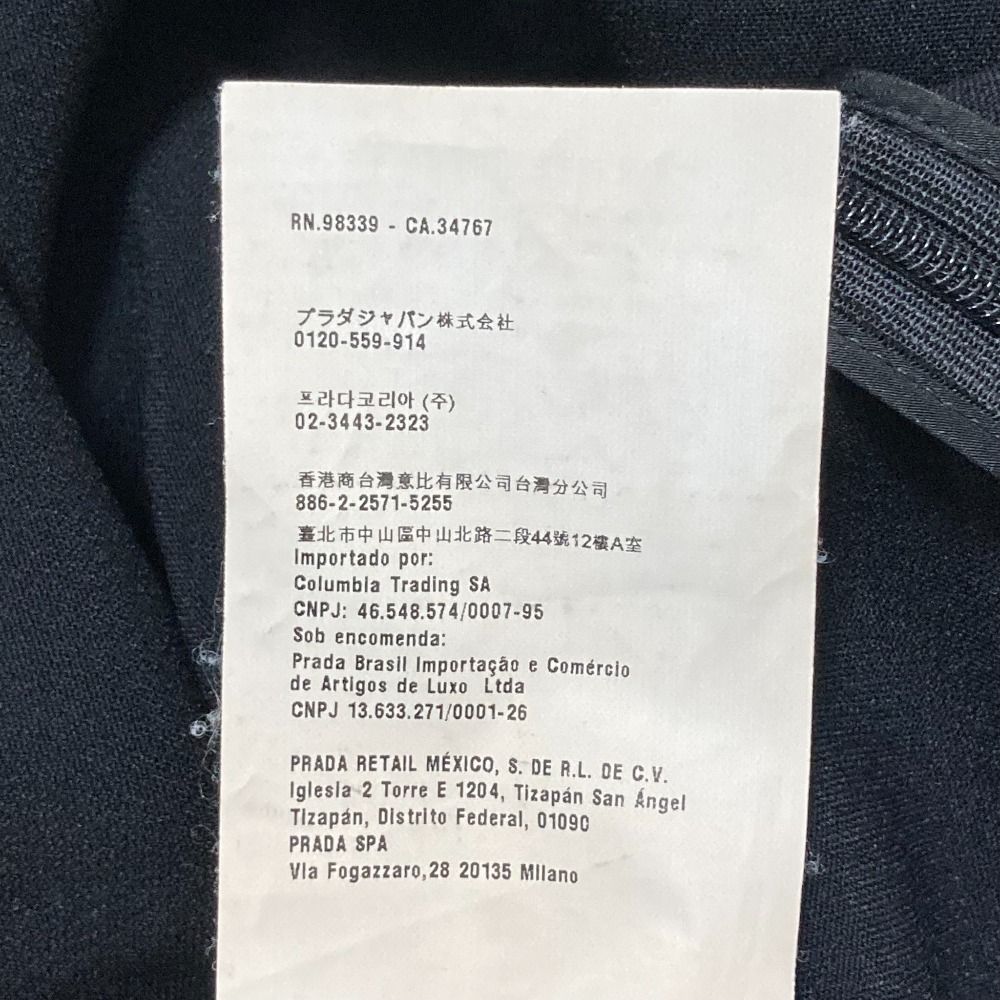 RN.98339 - CA.34767
プラダジャパン株式会社
0120-559-914
프라다코리아 (주)
02-3443-2323
香港商台灣意比有限公司台灣分公司
886-2-2571-5255
臺北市中山區中山北路二段44號12樓A室
Importado por:
Columbia Trading SA
CNPJ: 46.548.574/0007-95
Sob encomenda:
Prada Brasil Importação e Comércio
de Artigos de Luxo Ltda
CNPJ 13.633.271/0001-26
PRADA RETAIL MÉXICO, S. DE R.L. DE C.V.
Iglesia 2 Torre E 1204, Tizapán San Ángel
Tizapán, Distrito Federal, 01090
PRADA SPA
Via Fogazzaro,28 20135 Milano